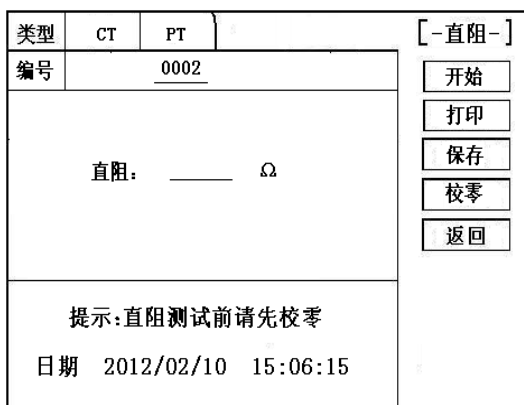 类型 CT PT
编号 0002
直阻: ____ Ω
提示:直阻测试前请先校零
日期 2012/02/10 15:06:15
[-直阻-]
开始
打印
保存
校零
返回